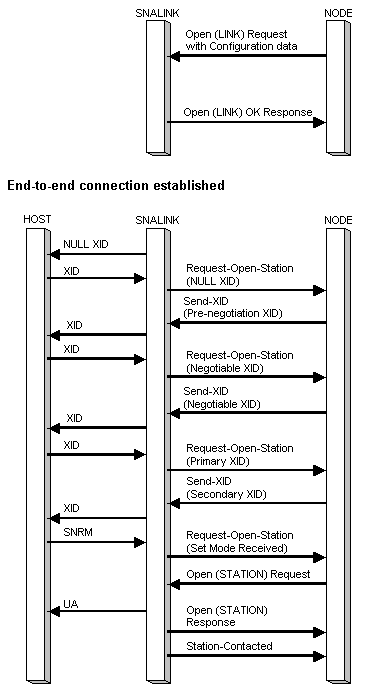 SNALINK NODE
Open (LINK) Request
with Configuration data
Open (LINK) OK Response
End-to-end connection established
HOST SNALINK NODE
NULL XID
XID
Request-Open-Station
(NULL XID)
Send-XID
(Pre-negotiation XID)
XID
XID
Request-Open-Station
(Negotiable XID)
Send-XID
(Negotiable XID)
XID
XID
Request-Open-Station
(Primary XID)
Send-XID
(Secondary XID)
XID
SNRM
Request-Open-Station
(Set Mode Received)
Open (STATION) Request
UA
Open (STATION)
Response
Station-Contacted